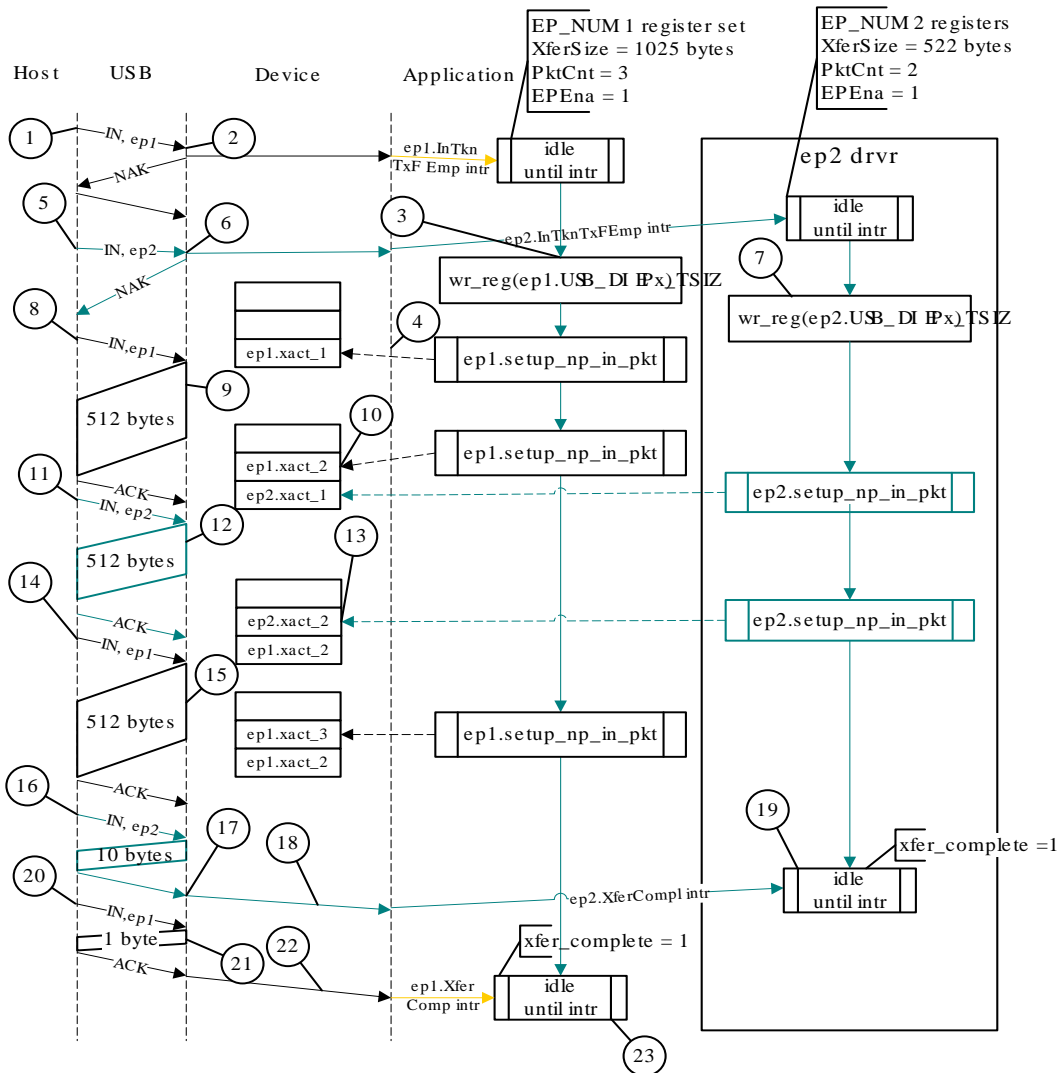 EP_NUM 1 register set
XferSize = 1025 bytes
PktCnt = 3
EPEna = 1
EP_NUM 2 registers
XferSize = 522 bytes
PktCnt = 2
EPEna = 1
Host
USB
Device
Application
1
IN, ep1
2
ep1.InTkn
TxF Emp intr
idle
until intr
ep2 drvr
NAK
5
IN, ep2
6
3
ep2.InTknTxFEmp intr
idle
until intr
7
NAK
wr_reg(ep1.USB_DIEPx)_TSIZ
wr_reg(ep2.USB_DIEPx)_TSIZ
8
IN,ep1
4
ep1.xact_1
ep1.setup_np_in_pkt
9
512 bytes
10
ep1.xact_2
ep1.setup_np_in_pkt
11
ACK
IN, ep2
ep2.xact_1
ep2.setup_np_in_pkt
12
13
512 bytes
14
ACK
IN, ep1
ep2.xact_2
ep1.xact_2
ep2.setup_np_in_pkt
15
512 bytes
ep1.xact_3
ep1.xact_2
ep1.setup_np_in_pkt
16
ACK
IN, ep2
17
18
19
xfer_complete =1
10 bytes
20
ep2.XferCompl intr
idle
until intr
IN,ep1
1 byte
21
22
xfer_complete = 1
ACK
ep1.Xfer
Comp intr
idle
until intr
23